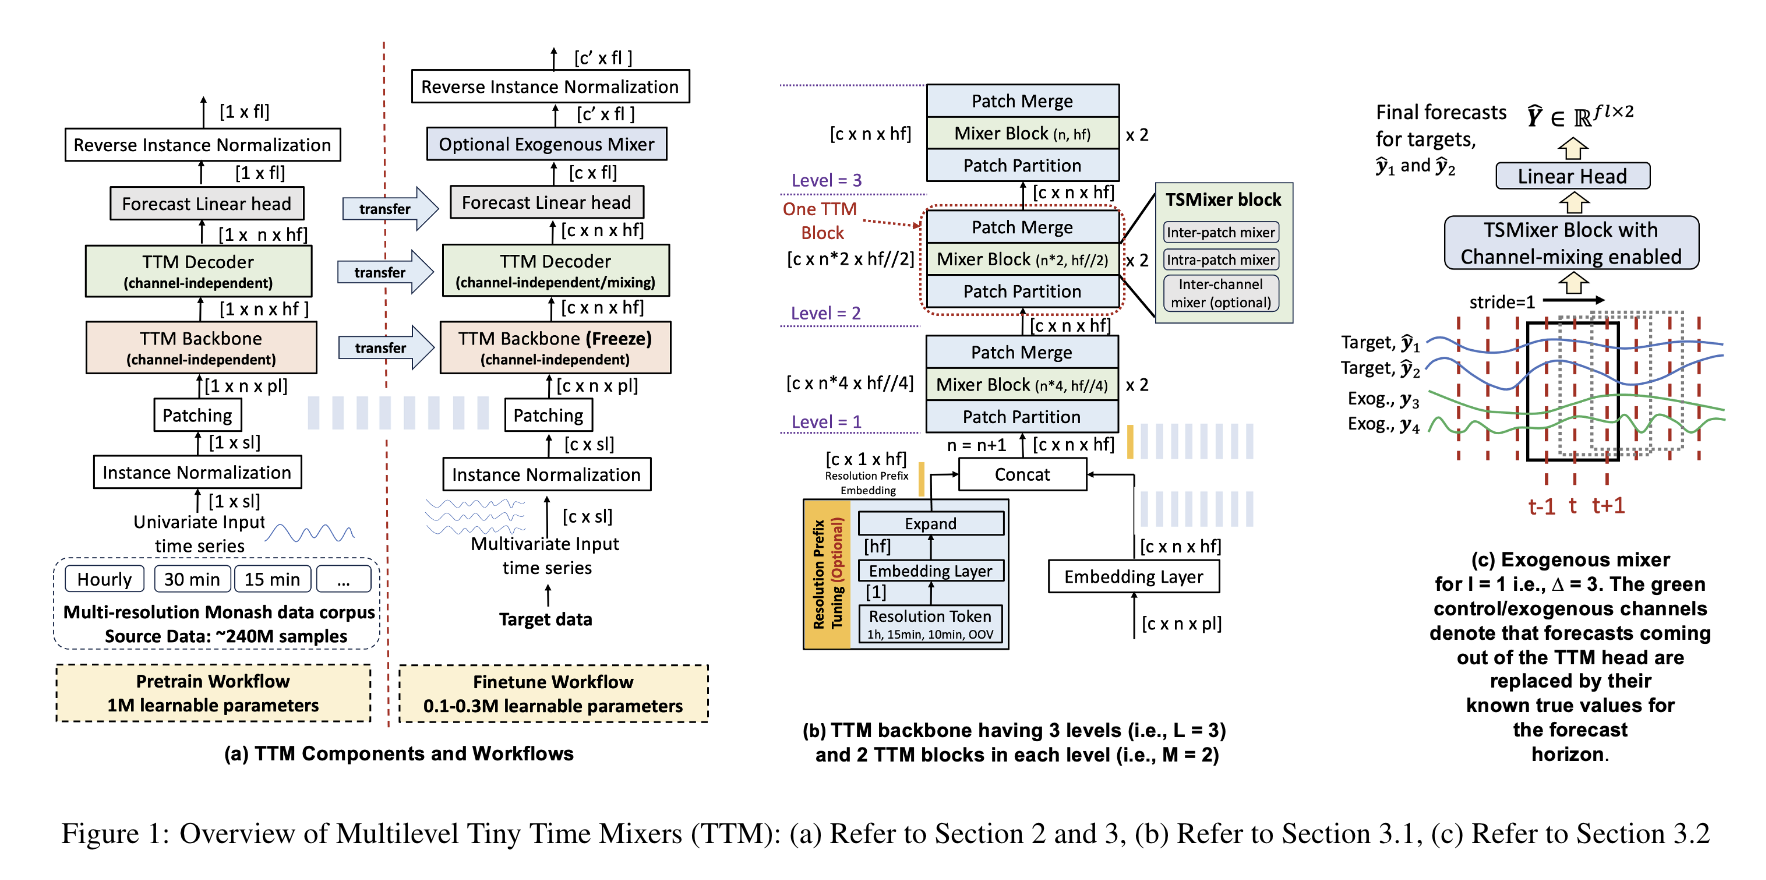 [1 x fl]
Reverse Instance Normalization
[1 x fl]
Forecast Linear head
[1 x n x hf]
TTM Decoder
(channel-independent)
[1 x n x hf ]
TTM Backbone
(channel-independent)
[1 x n x pl]
Patching
[1 x sl]
Instance Normalization
[1 x sl]
Univariate Input
time series
Hourly
30 min
15 min
...
Multi-resolution Monash data corpus
Source Data: ~240M samples
Pretrain Workflow
1M learnable parameters
transfer
transfer
transfer
[c’ x fl ]
Reverse Instance Normalization
[c’ x fl ]
Optional Exogenous Mixer
[c x fl]
Forecast Linear head
[c x n x hf]
TTM Decoder
(channel-independent/mixing)
[c x n x hf]
TTM Backbone (Freeze)
(channel-independent)
[c x n x pl]
Patching
[c x sl]
Instance Normalization
[c x sl]
Multivariate Input
time series
Target data
Finetune Workflow
0.1-0.3M learnable parameters
(a) TTM Components and Workflows
Patch Merge
[c x n x hf]
Mixer Block (n, hf)
x 2
Patch Partition
Level = 3
[c x n x hf]
One TTM
Block
Patch Merge
[c x n*2 x hf//2]
Mixer Block (n*2, hf//2)
x 2
Patch Partition
Level = 2
[c x n x hf]
TSMixer block
Inter-patch mixer
Intra-patch mixer
Inter-channel
mixer (optional)
Patch Merge
[c x n*4 x hf//4]
Mixer Block (n*4, hf//4)
x 2
Patch Partition
Level = 1
n = n+1
[c x n x hf]
[c x 1 x hf]
Resolution Prefix
Embedding
Concat
Resolution Prefix
Tuning (Optional)
Expand
[hf]
Embedding Layer
[1]
Resolution Token
1h, 15min, 10min, OOV
[c x n x hf]
Embedding Layer
[c x n x pl]
(b) TTM backbone having 3 levels (i.e., L = 3)
and 2 TTM blocks in each level (i.e., M = 2)
Final forecasts
for targets,
ŷ₁ and ŷ₂
Ŷ ∈ ℝ^{fl×2}
Linear Head
TSMixer Block with
Channel-mixing enabled
stride=1
Target, ŷ₁
Target, ŷ₂
Exog., y₃
Exog., y₄
t-1 t t+1
(c) Exogenous mixer
for l = 1 i.e., Δ = 3. The green
control/exogenous channels
denote that forecasts coming
out of the TTM head are
replaced by their
known true values for
the forecast
horizon.
Figure 1: Overview of Multilevel Tiny Time Mixers (TTM): (a) Refer to Section 2 and 3, (b) Refer to Section 3.1, (c) Refer to Section 3.2